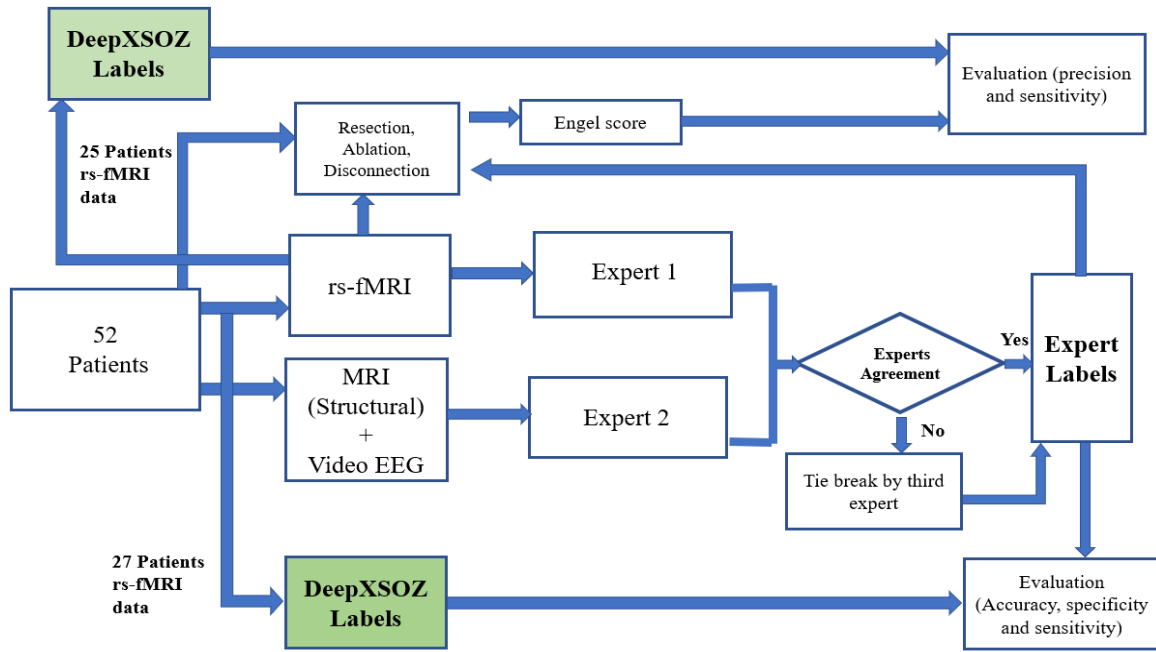 DeepXSOZ
Labels
Evaluation (precision
and sensitivity)
Resection,
Ablation,
Disconnection
Engel score
25 Patients
rs-fMRI
data
rs-fMRI
Expert 1
52
Patients
Experts
Agreement
Yes
Expert
Labels
MRI
(Structural)
+
Video EEG
Expert 2
No
Tie break by third
expert
27 Patients
rs-fMRI
data
DeepXSOZ
Labels
Evaluation
(Accuracy, specificity
and sensitivity)